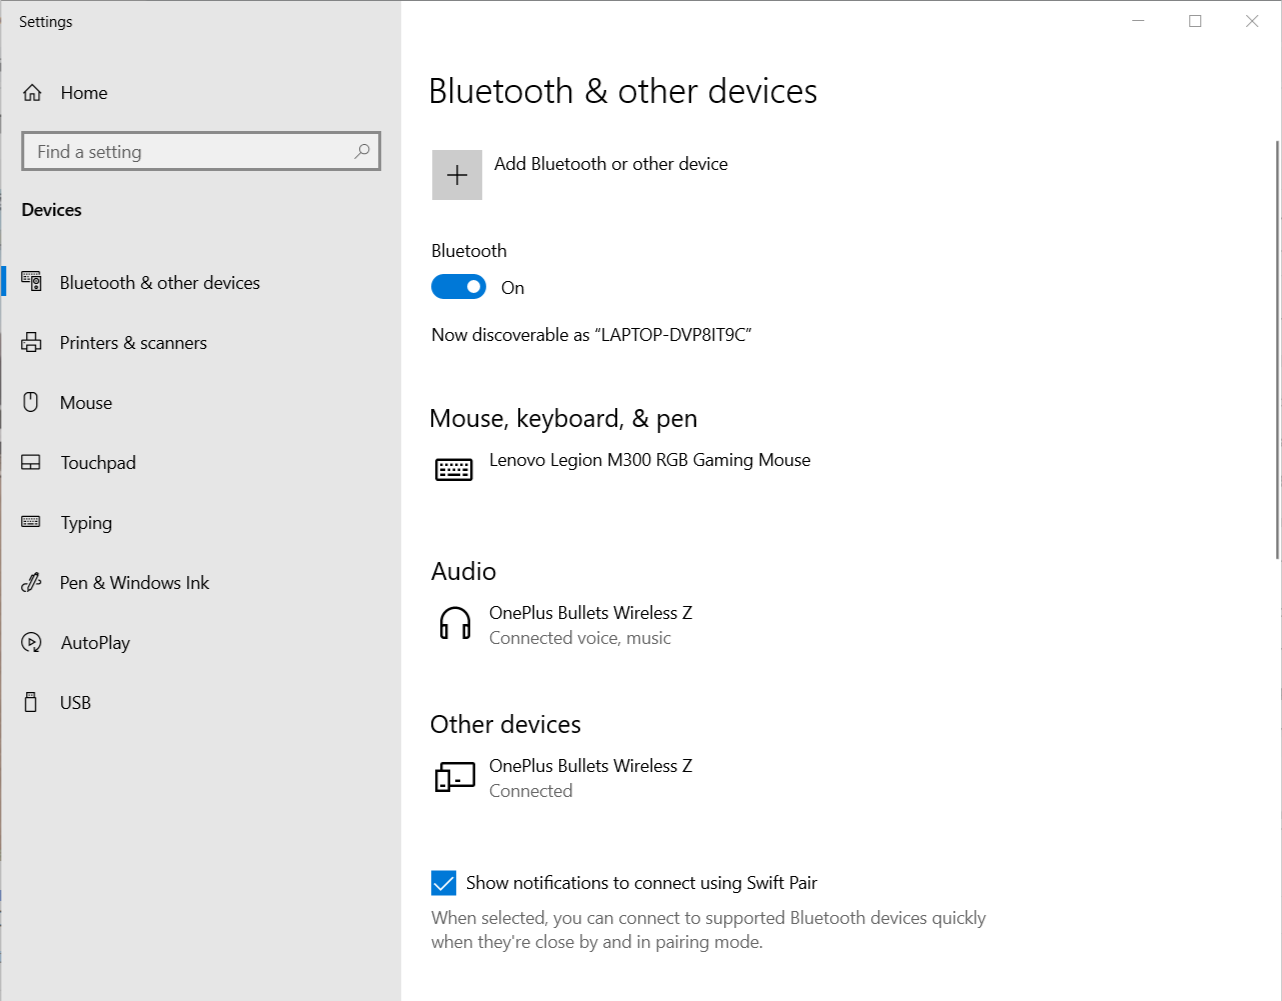 Settings
Home
Find a setting
Devices
Bluetooth & other devices
Printers & scanners
Mouse
Touchpad
Typing
Pen & Windows Ink
AutoPlay
USB
Bluetooth & other devices
Add Bluetooth or other device
Bluetooth
On
Now discoverable as “LAPTOP-DVP8IT9C”
Mouse, keyboard, & pen
Lenovo Legion M300 RGB Gaming Mouse
Audio
OnePlus Bullets Wireless Z
Connected voice, music
Other devices
OnePlus Bullets Wireless Z
Connected
Show notifications to connect using Swift Pair
When selected, you can connect to supported Bluetooth devices quickly
when they're close by and in pairing mode.